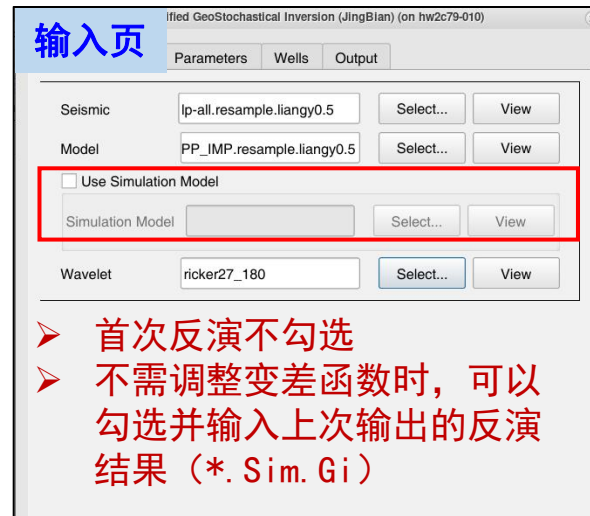 ified GeoStochastical Inversion (JingBian) (on hw2c79-010)
输入页
Parameters Wells Output
Seismic lp-all.resample.liangy0.5 Select... View
Model PP_IMP.resample.liangy0.5 Select... View
Use Simulation Model
Simulation Model Select... View
Wavelet ricker27_180 Select... View
➢ 首次反演不勾选
➢ 不需调整变差函数时，可以
勾选并输入上次输出的反演
结果（*.Sim.Gi）